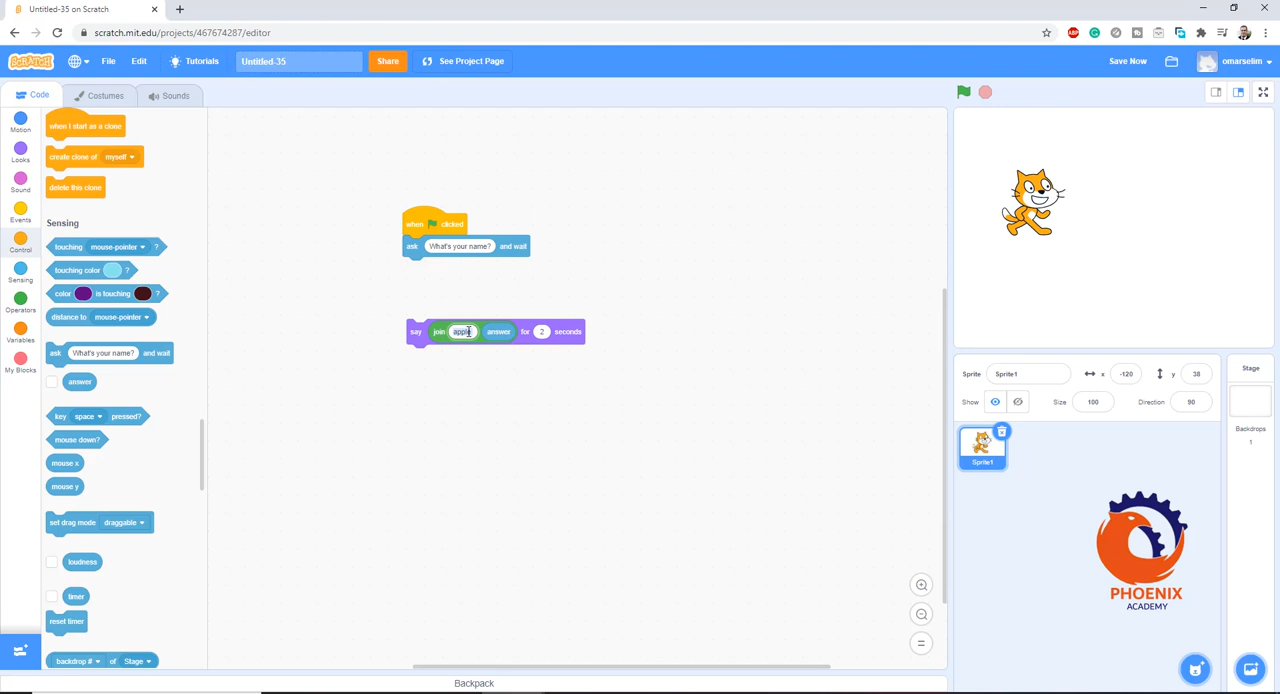 Untitled-35 on Scratch
scratch.mit.edu/projects/467674287/editor
SCRATCH
File
Edit
Tutorials
Untitled-35
Share
See Project Page
Save Now
omarselim
Code
Costumes
Sounds
Motion
Looks
Sound
Events
Control
Sensing
Operators
Variables
My Blocks
when I start as a clone
create clone of myself
delete this clone
Sensing
touching mouse-pointer ?
touching color ?
color is touching ?
distance to mouse-pointer
ask What's your name? and wait
answer
key space pressed?
mouse down?
mouse x
mouse y
set drag mode draggable
loudness
timer
reset timer
backdrop # of Stage
when clicked
ask What's your name? and wait
say join apple answer for 2 seconds
Sprite Sprite1 x -120 y 38
Show Size 100 Direction 90
Sprite1
Stage
Backdrops
1
PHOENIX
ACADEMY
Backpack